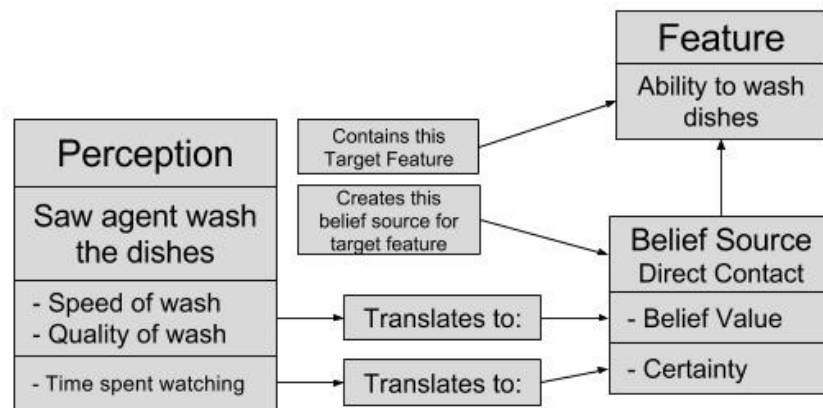 Feature
Ability to wash
dishes
Contains this
Target Feature
Perception
Saw agent wash
the dishes
Creates this
belief source for
target feature
Belief Source
Direct Contact
- Speed of wash
- Quality of wash
Translates to:
- Belief Value
- Time spent watching
Translates to:
- Certainty